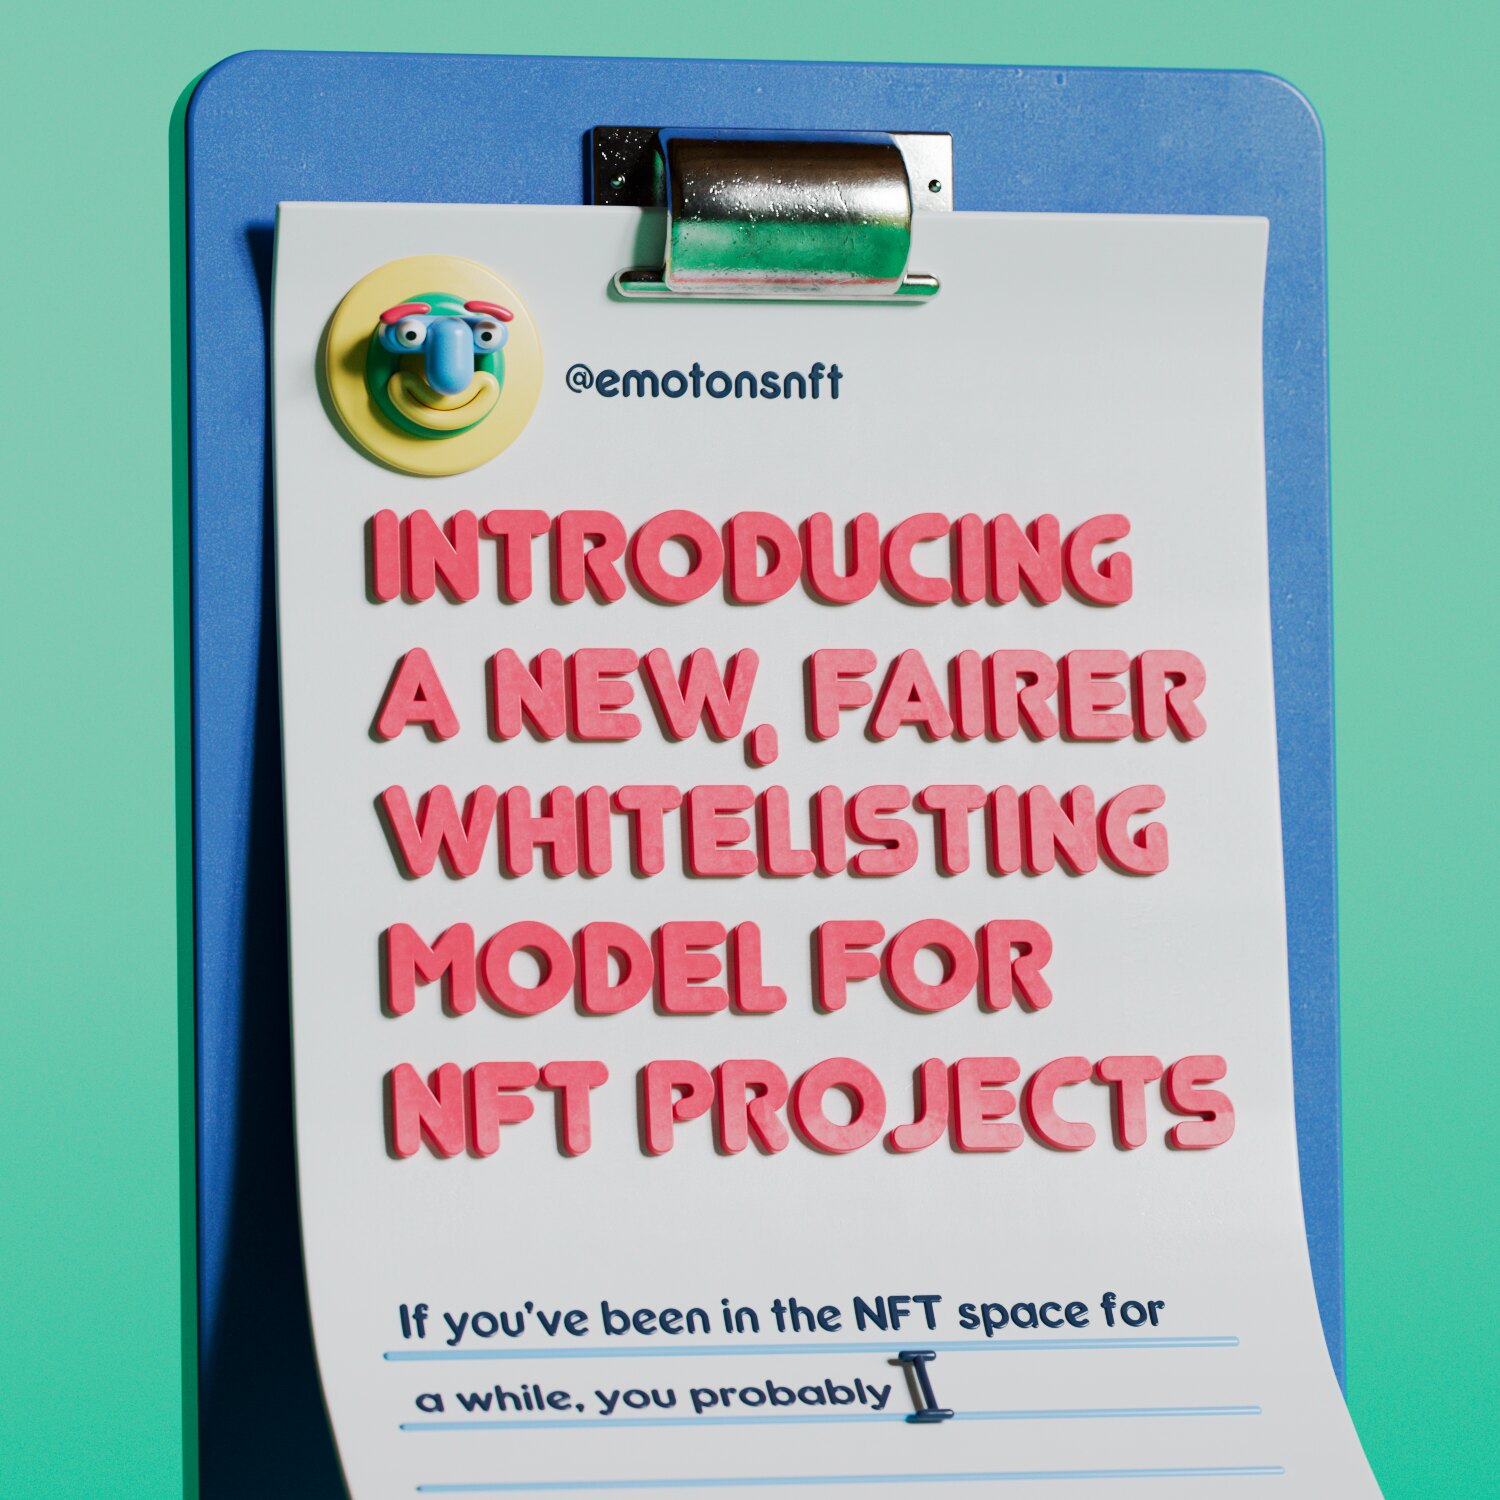 @emotonsnft
INTRODUCING
A NEW, FAIRER
WHITELISTING
MODEL FOR
NFT PROJECTS
If you've been in the NFT space for
a while, you probably